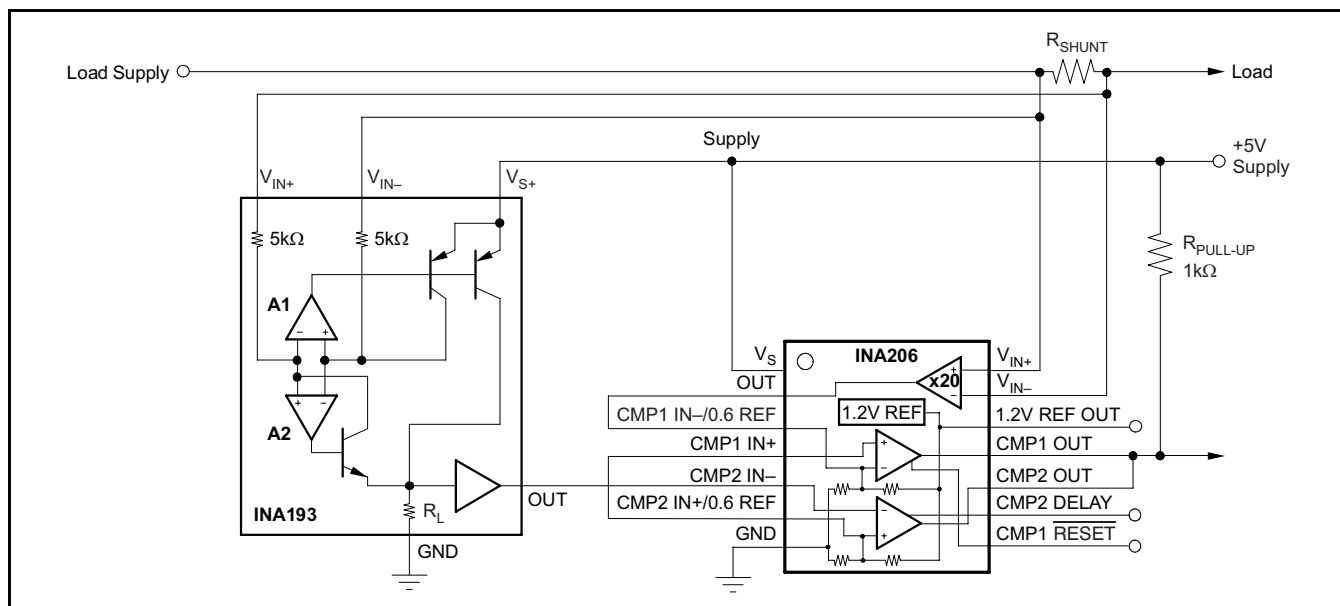 R_SHUNT
Load Supply
Load
Supply
+5V
Supply
V_IN+
V_IN–
V_S+
5kΩ
5kΩ
R_PULL-UP
1kΩ
A1
– +
+ –
A2
INA193
R_L
OUT
GND
INA206
V_S
V_IN+
OUT
x20
+
–
V_IN–
CMP1 IN–/0.6 REF
1.2V REF
1.2V REF OUT
CMP1 IN+
+
–
CMP1 OUT
CMP2 IN–
CMP2 OUT
CMP2 IN+/0.6 REF
–
+
CMP2 DELAY
GND
CMP1 R̅E̅S̅E̅T̅